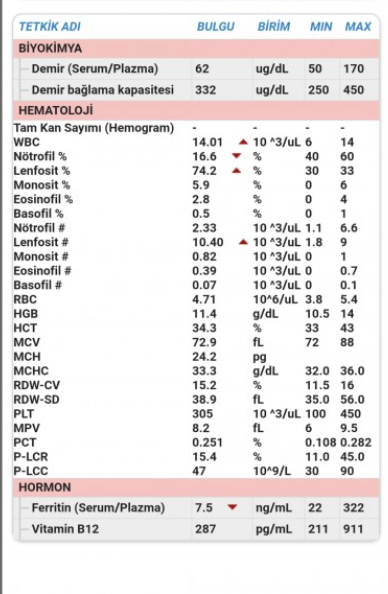 TETKİK ADI BULGU BİRİM MIN MAX
BİYOKİMYA
Demir (Serum/Plazma) 62 ug/dL 50 170
Demir bağlama kapasitesi 332 ug/dL 250 450
HEMATOLOJİ
Tam Kan Sayımı (Hemogram) - - - -
WBC 14.01 ▲ 10 ^3/uL 6 14
Nötrofil % 16.6 ▼ % 40 60
Lenfosit % 74.2 ▲ % 30 33
Monosit % 5.9 % 0 6
Eosinofil % 2.8 % 0 4
Basofil % 0.5 % 0 1
Nötrofil # 2.33 10 ^3/uL 1.1 6.6
Lenfosit # 10.40 ▲ 10 ^3/uL 1.8 9
Monosit # 0.82 10 ^3/uL 0 1
Eosinofil # 0.39 10 ^3/uL 0 0.7
Basofil # 0.07 10 ^3/uL 0 0.1
RBC 4.71 10^6/uL 3.8 5.4
HGB 11.4 g/dL 10.5 14
HCT 34.3 % 33 43
MCV 72.9 fL 72 88
MCH 24.2 pg
MCHC 33.3 g/dL 32.0 36.0
RDW-CV 15.2 % 11.5 16
RDW-SD 38.9 fL 35.0 56.0
PLT 305 10 ^3/uL 100 450
MPV 8.2 fL 6 9.5
PCT 0.251 % 0.108 0.282
P-LCR 15.4 % 11.0 45.0
P-LCC 47 10^9/L 30 90
HORMON
Ferritin (Serum/Plazma) 7.5 ▼ ng/mL 22 322
Vitamin B12 287 pg/mL 211 911